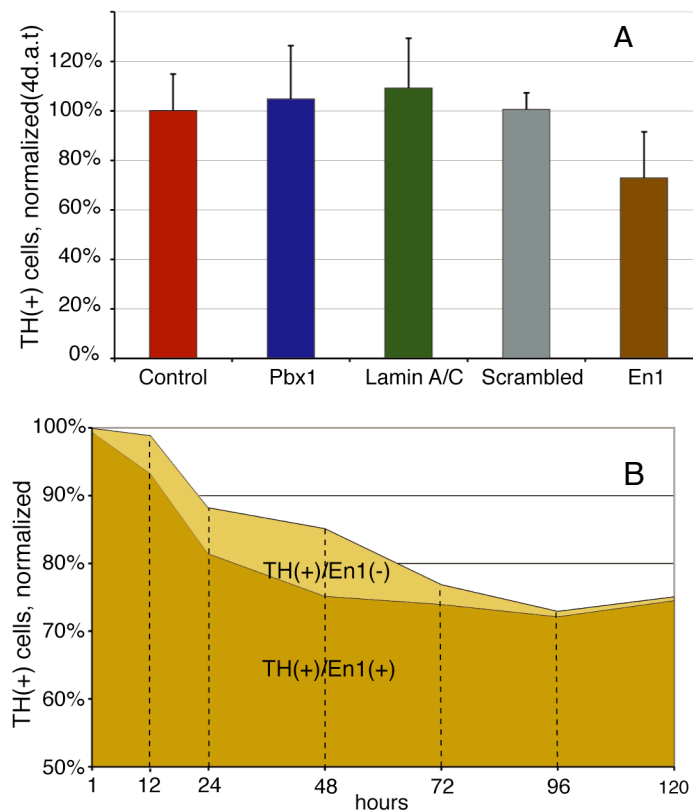 A
TH(+) cells, normalized(4d.a.t)
120%
100%
80%
60%
40%
20%
0%
Control Pbx1 Lamin A/C Scrambled En1
B
TH(+) cells, normalized
100%
90%
80%
70%
60%
50%
TH(+)/En1(-)
TH(+)/En1(+)
1 12 24 48 72 96 120
hours